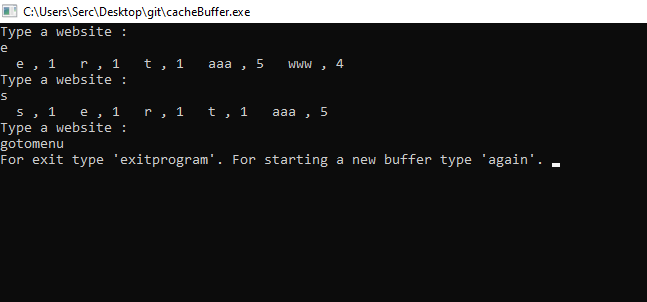 C:\Users\Serc\Desktop\git\cacheBuffer.exe
Type a website :
e
  e , 1   r , 1   t , 1   aaa , 5   www , 4
Type a website :
s
  s , 1   e , 1   r , 1   t , 1   aaa , 5
Type a website :
gotomenu
For exit type 'exitprogram'. For starting a new buffer type 'again'.